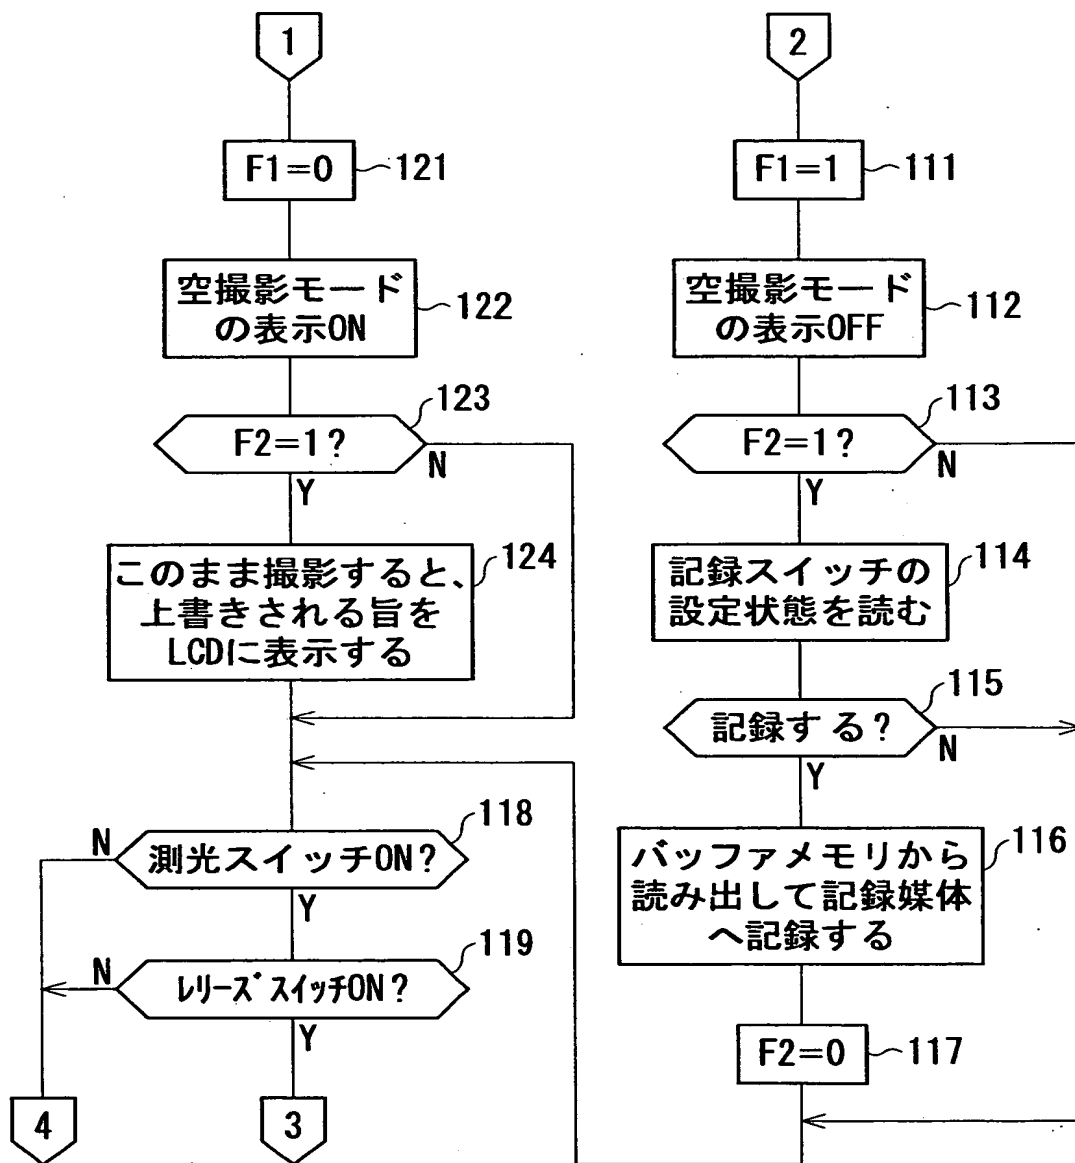 1
F1=0
121
空撮影モード
の表示ON
122
F2=1?
123
N
Y
このまま撮影すると、
上書きされる旨を
LCDに表示する
124
測光スイッチON?
118
N
Y
レリーズスイッチON?
119
N
Y
4
3
2
F1=1
111
空撮影モード
の表示OFF
112
F2=1?
113
N
Y
記録スイッチの
設定状態を読む
114
記録する?
115
N
Y
バッファメモリから
読み出して記録媒体
へ記録する
116
F2=0
117